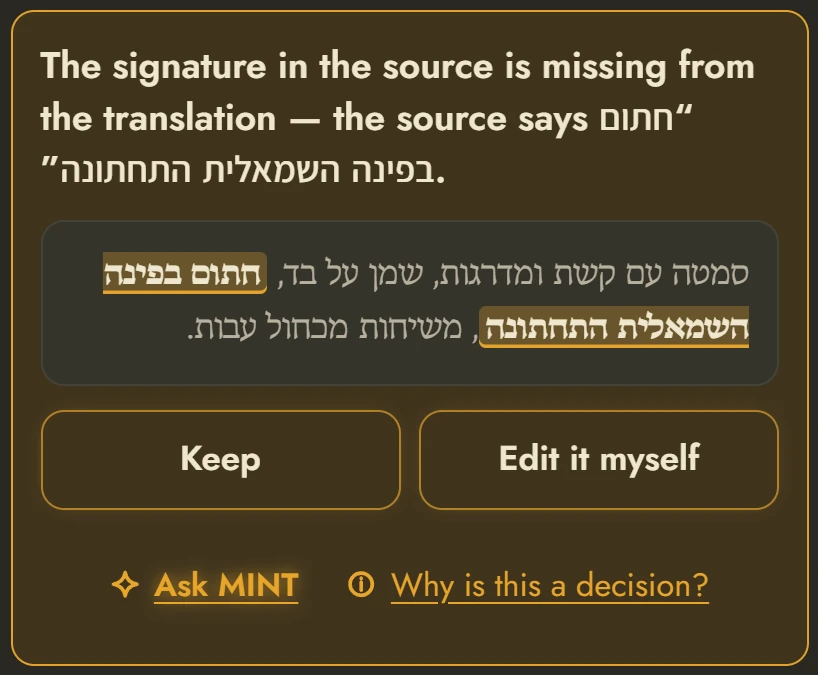 The signature in the source is missing from
the translation — the source says “חתום
בפינה השמאלית התחתונה”.
סמטה עם קשת ומדרגות, שמן על בד, חתום בפינה
השמאלית התחתונה, משיחות מכחול עבות.
Keep
Edit it myself
Ask MINT
Why is this a decision?